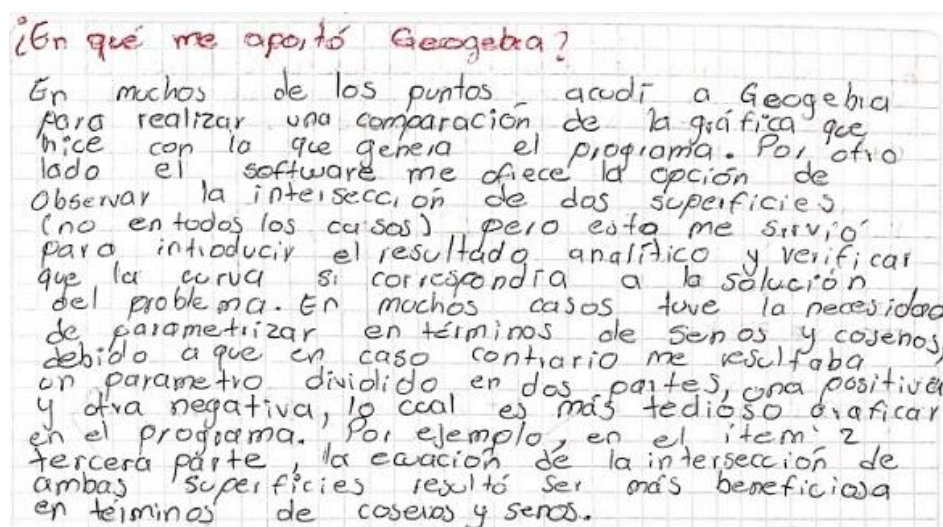 ¿En qué me aportó Geogebra?
En muchos de los puntos acudí a Geogebra
para realizar una comparación de la gráfica que
hice con la que genera el programa. Por otro
lado el software me ofrece la opción de
observar la intersección de dos superficies
(no en todos los casos) pero esto me sirvió
para introducir el resultado analítico y verificar
que la curva si correspondía a la solución
del problema. En muchos casos tuve la necesidad
de parametrizar en términos de senos y cosenos,
debido a que en caso contrario me resultaba
un parametro dividido en dos partes, una positiva
y otra negativa, lo cual es más tedioso graficar
en el programa. Por ejemplo, en el item 2
tercera parte, la ecuación de la intersección de
ambas superficies resultó ser más beneficiosa
en términos de cosenos y senos.